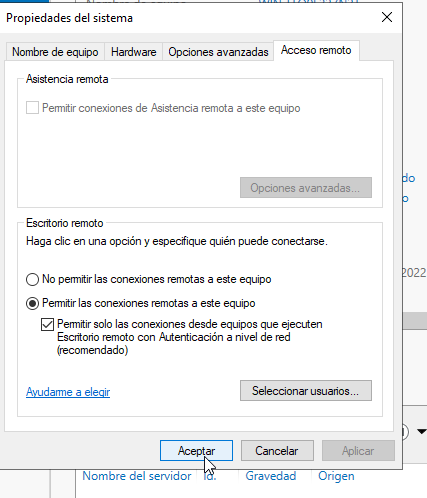 Propiedades del sistema
Nombre de equipo
Hardware
Opciones avanzadas
Acceso remoto
Asistencia remota
Permitir conexiones de Asistencia remota a este equipo
Opciones avanzadas...
Escritorio remoto
Haga clic en una opción y especifique quién puede conectarse.
No permitir las conexiones remotas a este equipo
Permitir las conexiones remotas a este equipo
Permitir solo las conexiones desde equipos que ejecuten
Escritorio remoto con Autenticación a nivel de red
(recomendado)
Ayudarme a elegir
Seleccionar usuarios...
Aceptar
Cancelar
Aplicar
do
o
2022
Nombre del servidor
Id.
Gravedad
Origen